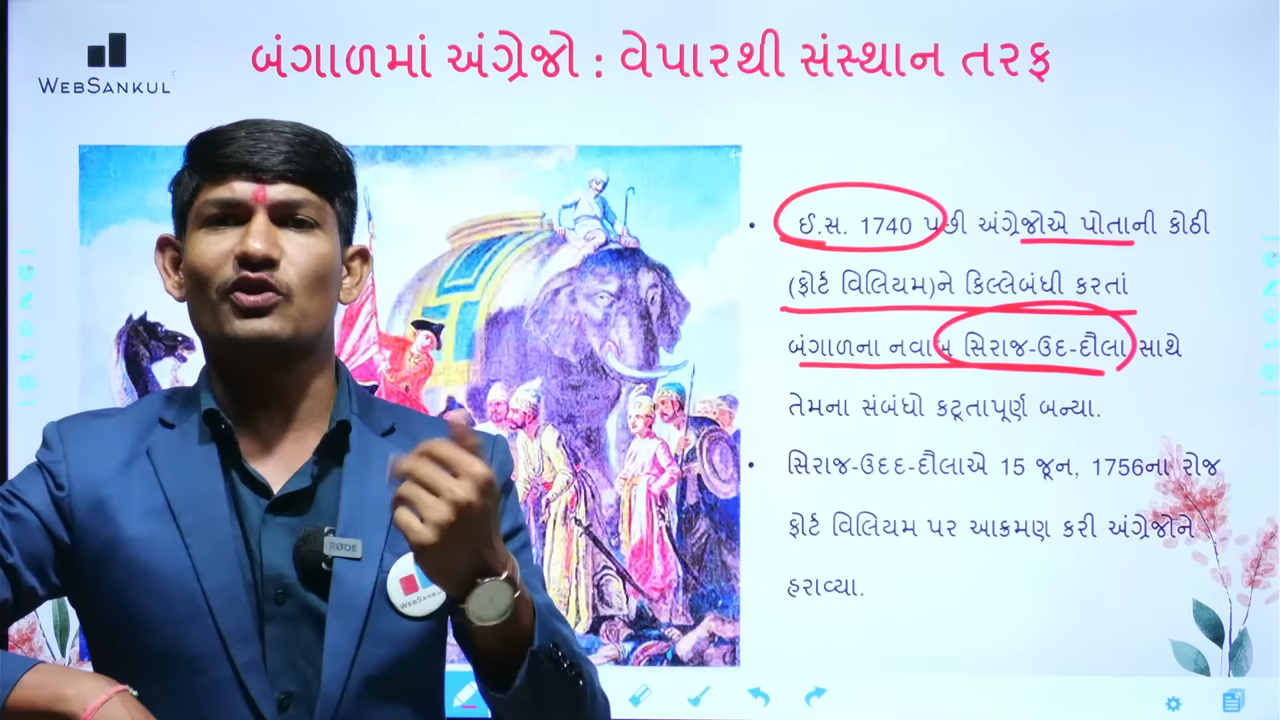 WEBSANKUL
બંગાળમાં અંગ્રેજો : વેપારથી સંસ્થાન તરફ
• ઈ.સ. 1740 પછી અંગ્રેજોએ પોતાની કોઠી
(ફોર્ટ વિલિયમ)ને કિલ્લેબંધી કરતાં
બંગાળના નવાબ સિરાજ-ઉદ-દૌલા સાથે
તેમના સંબંધો કટૂતાપૂર્ણ બન્યા.
• સિરાજ-ઉદદ-દૌલાએ 15 જૂન, 1756ના રોજ
ફોર્ટ વિલિયમ પર આક્રમણ કરી અંગ્રેજોને
હરાવ્યા.
RØDE
WEBSANKUL